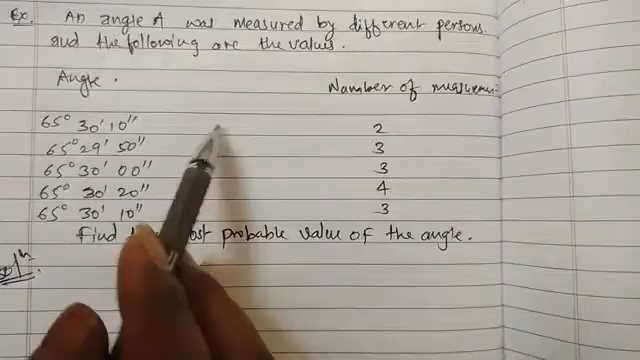 Ex. An angle A was measured by different persons
and the following are the values.
Angle. Number of
65° 30' 10" 2
65° 29' 50" 3
65° 30' 00" 3
65° 30' 20" 4
65° 30' 10" 3
Find probable value of the angle.